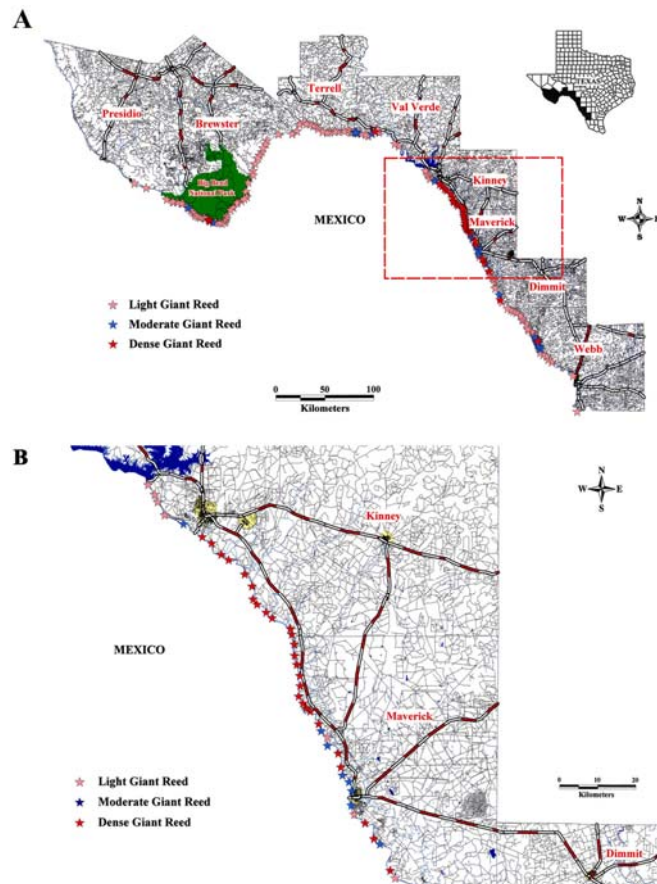 A
TEXAS
Terrell
Val Verde
Presidio
Brewster
Big Bend
National Park
Kinney
MEXICO
Maverick
N
W
E
S
Dimmit
Light Giant Reed
Moderate Giant Reed
Dense Giant Reed
Webb
0 50 100
Kilometers
B
N
W E
S
Kinney
MEXICO
Maverick
Light Giant Reed
Moderate Giant Reed
Dense Giant Reed
0 10 20
Kilometers
Dimmit